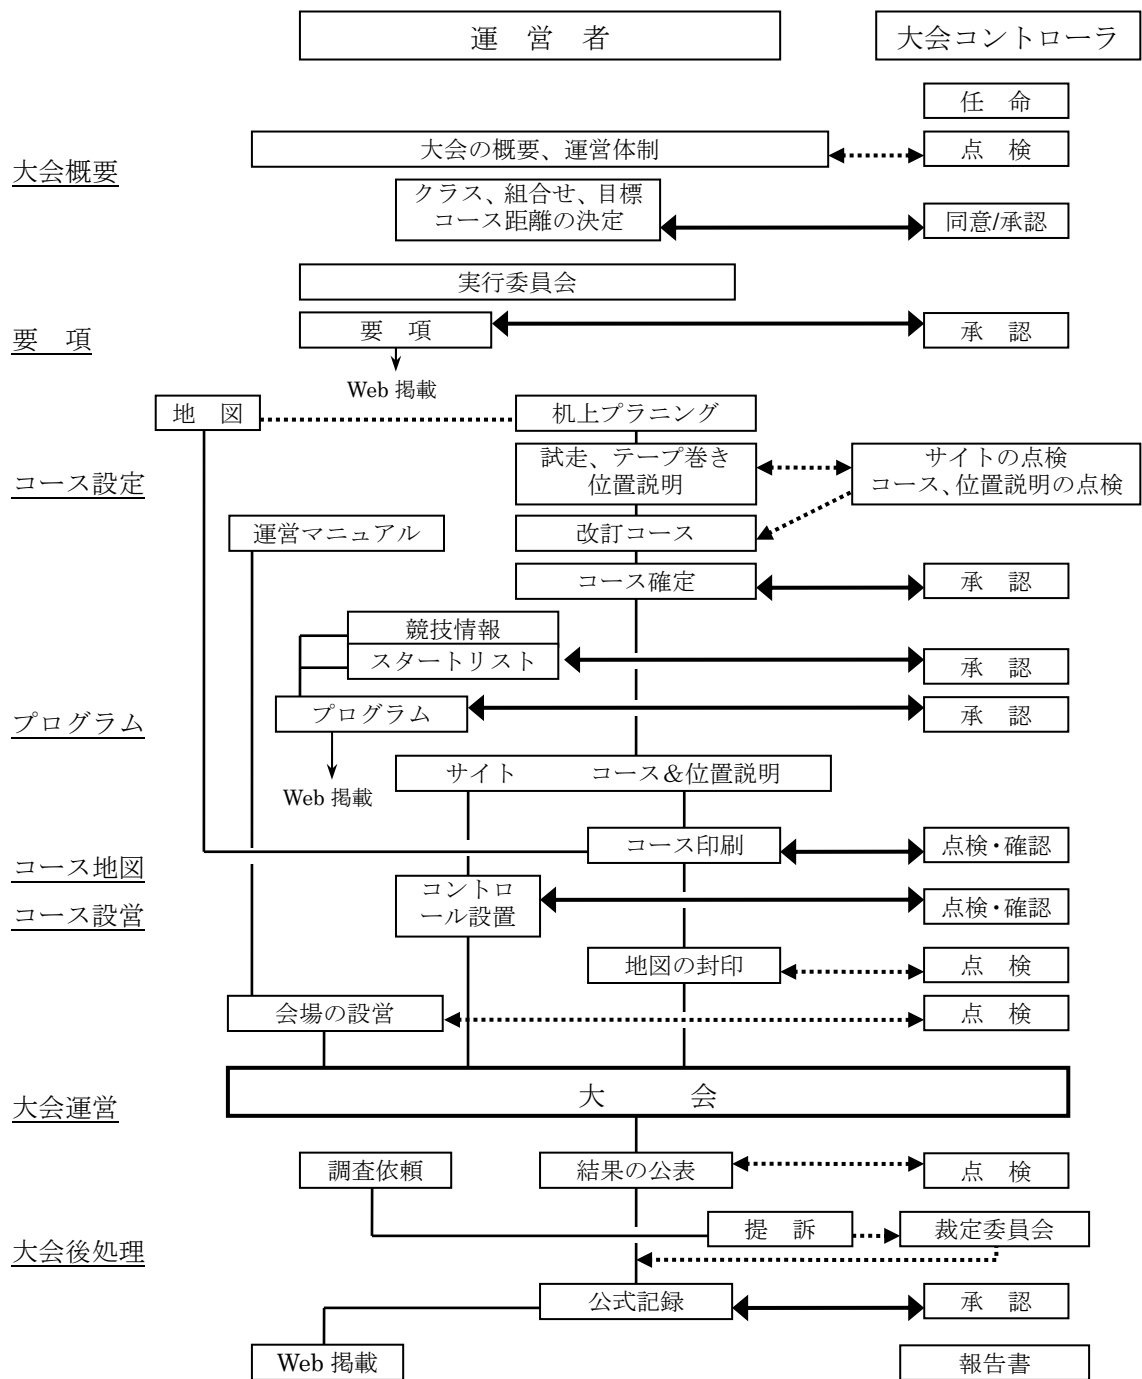 運　営　者
大会コントローラ
任　命
大会の概要、運営体制
点　検
大会概要
クラス、組合せ、目標
コース距離の決定
同意/承認
実行委員会
要　項
要　項
承　認
Web 掲載
地　図
机上プラニング
コース設定
試走、テープ巻き
位置説明
サイトの点検
コース、位置説明の点検
運営マニュアル
改訂コース
コース確定
承　認
競技情報
スタートリスト
承　認
プログラム
プログラム
承　認
Web 掲載
サイト　　　コース＆位置説明
コース地図
コース印刷
点検・確認
コース設営
コントロ
ール設置
点検・確認
地図の封印
点　検
会場の設営
点　検
大会運営
大　　　会
調査依頼
結果の公表
点　検
大会後処理
提　訴
裁定委員会
公式記録
承　認
Web 掲載
報告書